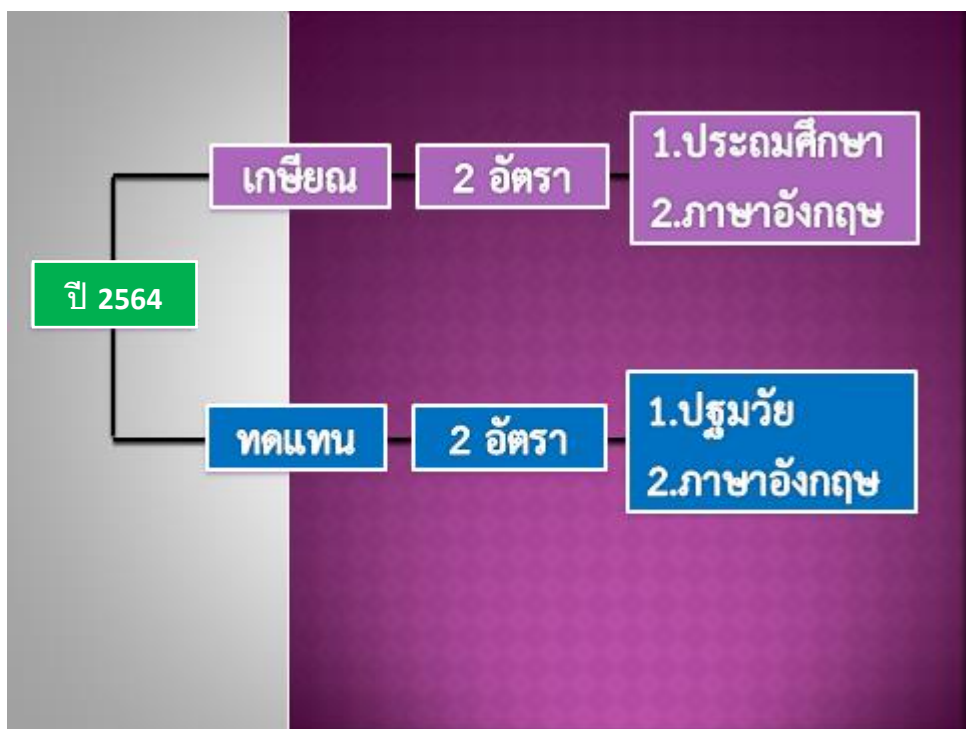 ปี 2564
เกษียณ
2 อัตรา
1.ประถมศึกษา
2.ภาษาอังกฤษ
ทดแทน
2 อัตรา
1.ปฐมวัย
2.ภาษาอังกฤษ